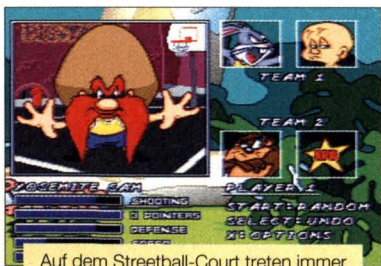 TEAM 1
TEAM 2
YOSEMITE SAM
SHOOTING
3 POINTERS
DEFENSE
SPEED
PLAYER 1
START:RANDOM
SELECT:UNDO
X:OPTIONS
Auf dem Streetball-Court treten immer